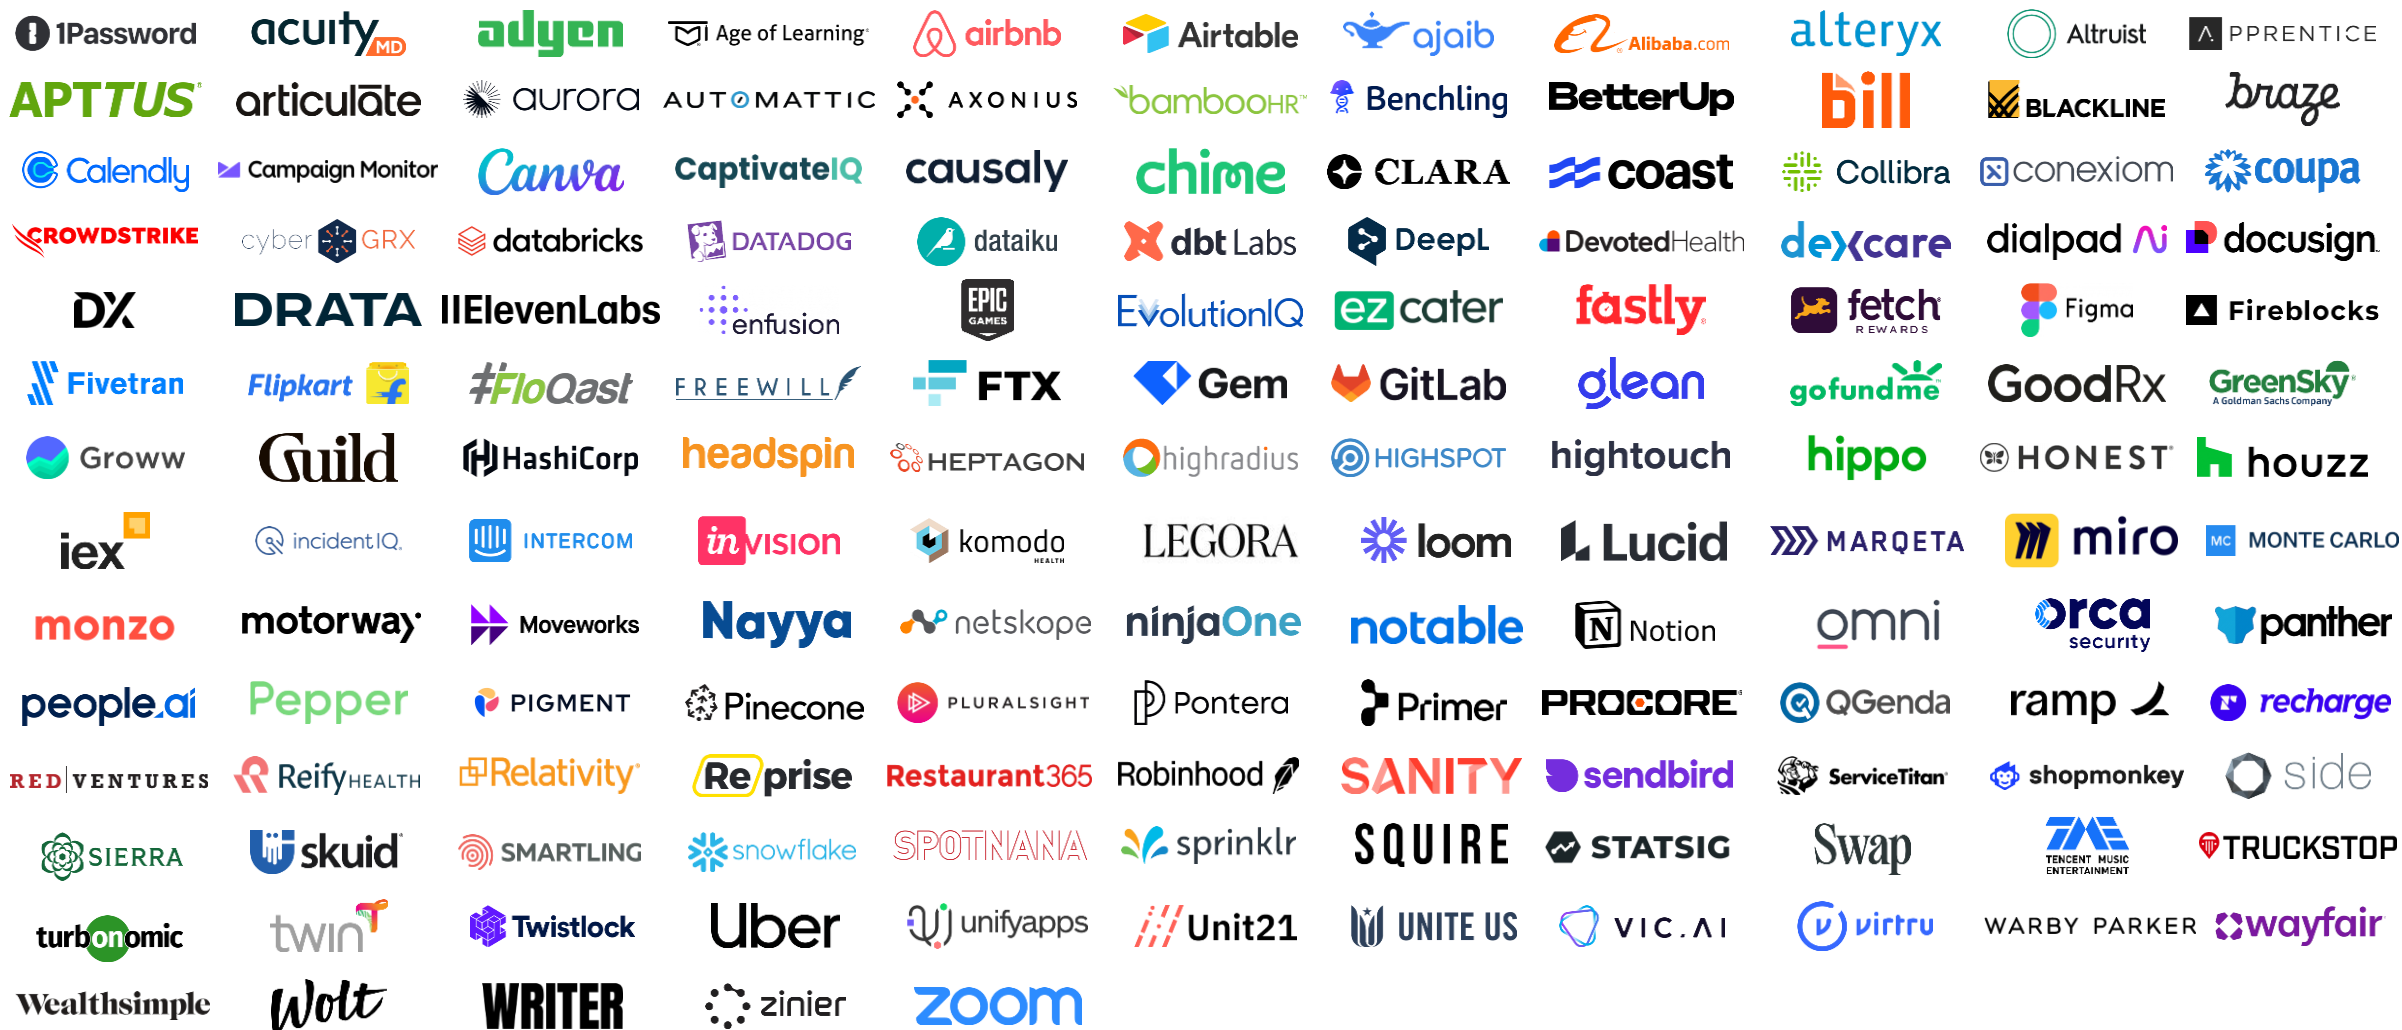 1Password acuityMD adyen Age of Learning airbnb Airtable ajaib Alibaba.com alteryx Altruist APPRENTICE
APTTUS articulate aurora AUTOMATTIC AXONIUS bambooHR™ Benchling BetterUp bill BLACKLINE braze
Calendly Campaign Monitor Canva CaptivateIQ causaly chime CLARA coast Collibra conexiom coupa
CROWDSTRIKE cyberGRX databricks DATADOG dataiku dbt Labs DeepL DevotedHealth dexcare dialpad Ai docusign
DX DRATA IIElevenLabs enfusion EPIC GAMES EvolutionIQ ezcater fastly fetch REWARDS Figma Fireblocks
Fivetran Flipkart #FloQast FREEWILL FTX Gem GitLab glean gofundme GoodRx GreenSky A Goldman Sachs Company
Groww Guild HashiCorp headspin HEPTAGON highradius HIGHSPOT hightouch hippo HONEST houzz
iex incidentIQ INTERCOM inVISION komodo HEALTH LEGORA loom Lucid MARQETA miro MC MONTE CARLO
monzo motorway Moveworks Nayya netskope ninjaOne notable Notion omni orca security panther
people.ai Pepper PIGMENT Pinecone PLURALSIGHT Pontera Primer PROCORE QGenda ramp recharge
RED VENTURES ReifyHEALTH Relativity Reprise Restaurant365 Robinhood SANITY sendbird ServiceTitan shopmonkey side
SIERRA skuid SMARTLING snowflake SPOTNANA sprinklr SQUIRE STATSIG Swap TME TENCENT MUSIC ENTERTAINMENT TRUCKSTOP
turbonomic twin T Twistlock Uber unifyapps Unit21 UNITE US VIC.AI virtru WARBY PARKER wayfair
Wealthsimple Wolt WRITER zinier zoom